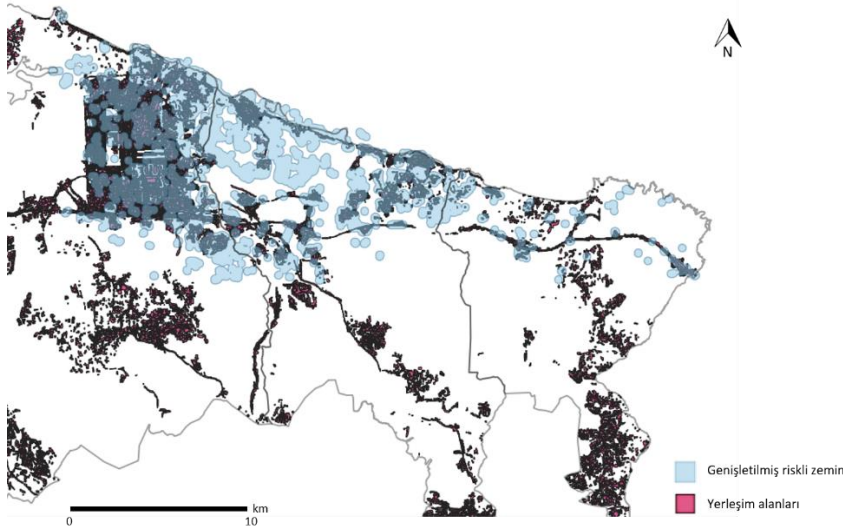 N
Genişletilmiş riskli zemin
Yerleşim alanları
km
0 10